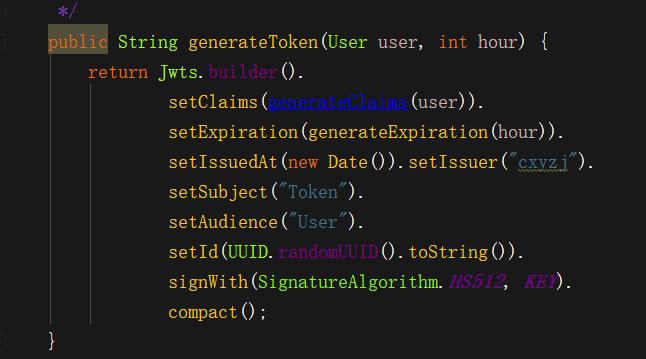 */
public String generateToken(User user, int hour) {
return Jwts.builder().
setClaims(generateClaims(user)).
setExpiration(generateExpiration(hour)).
setIssuedAt(new Date()).setIssuer("cxyzj").
setSubject("Token").
setAudience("User").
setId(UUID.randomUUID().toString()).
signWith(SignatureAlgorithm.HS512, KEY).
compact();
}